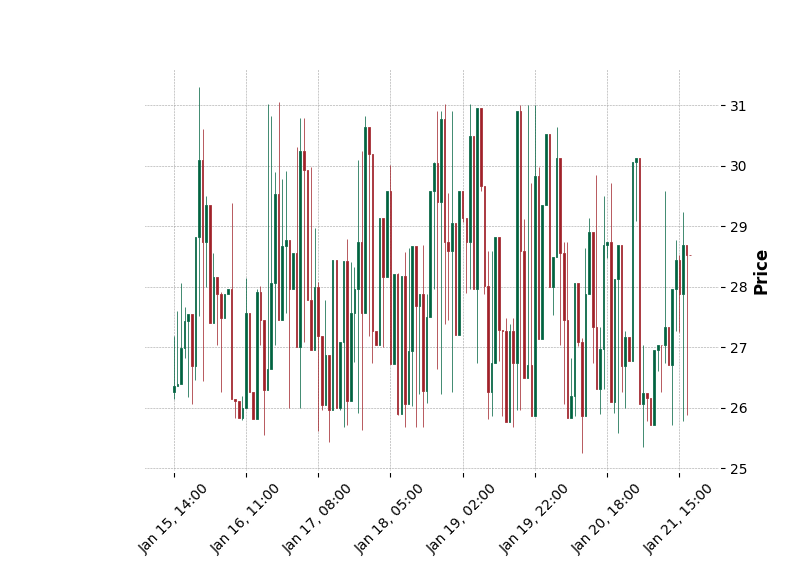 31
30
29
28
27
26
25
Price
Jan 15, 14:00
Jan 16, 11:00
Jan 17, 08:00
Jan 18, 05:00
Jan 19, 02:00
Jan 19, 22:00
Jan 20, 18:00
Jan 21, 15:00